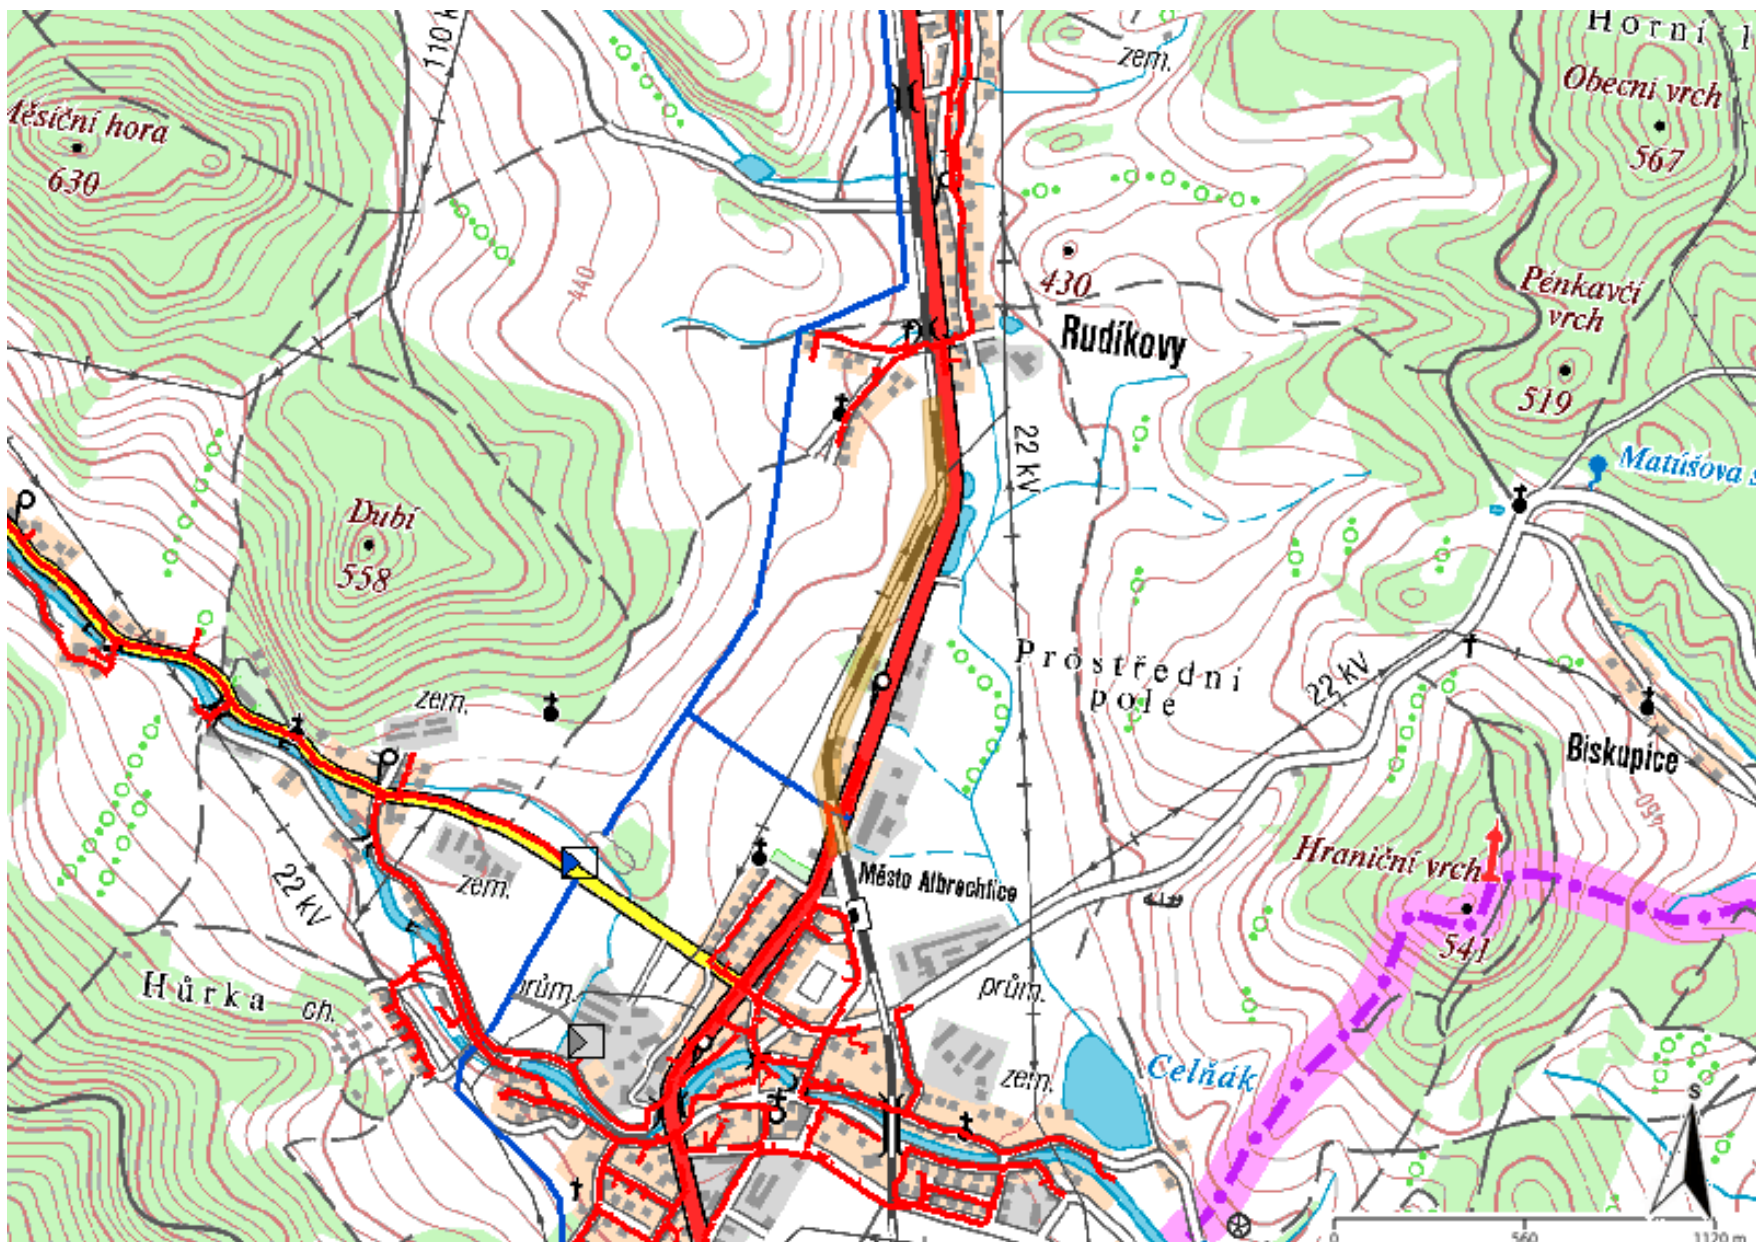 110 k
zem.
Horní l
Obecní vrch
567
Měsíční hora
630
440
430
Pěnkavčí
vrch
519
Rudíkovy
22 kV
Matúšova s
Dubí
558
Prostřední
pole
22 kV
zem.
Biskupice
450
Hraniční vrch
541
Město Albrechtice
zem.
22 kV
Hůrka
ch.
prům.
prům.
zem.
Celňák
S
0
560
1120 m